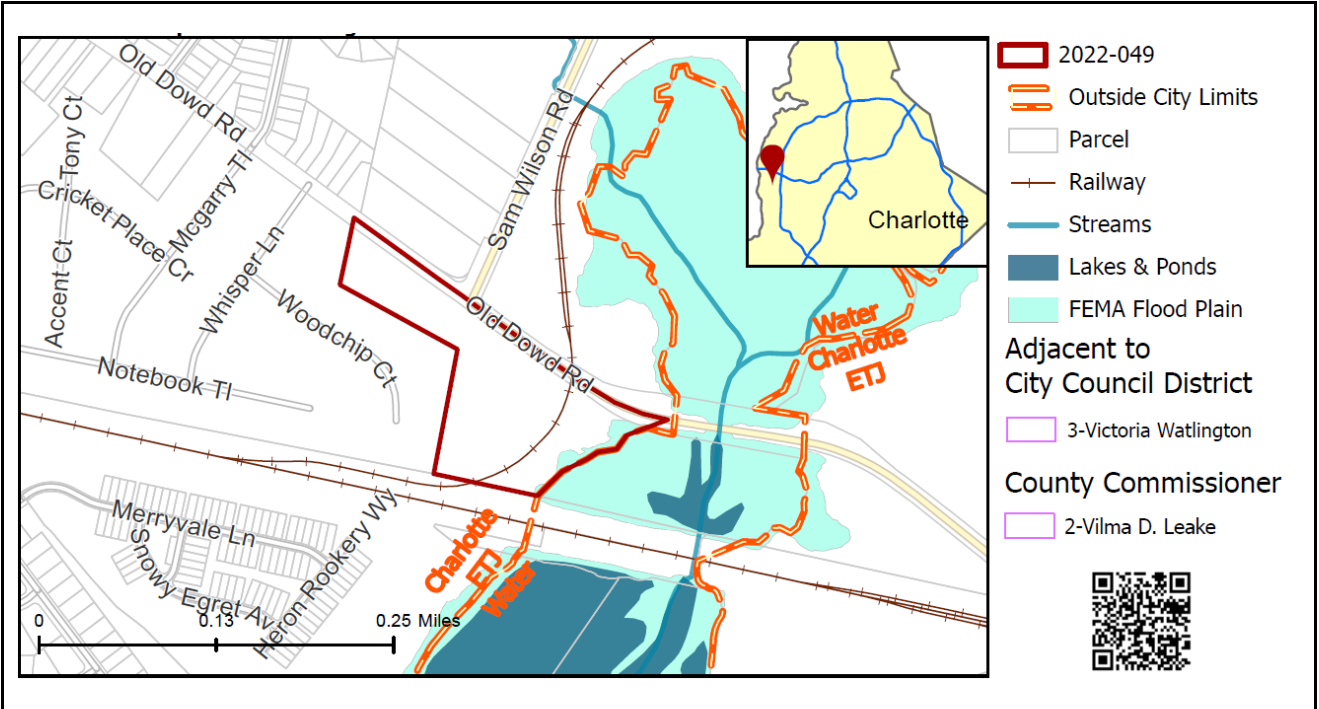 Old Dowd Rd
Tony Ct
Cricket Place Cr
Accent Ct
Mcgarry Tl
Whisper Ln
Woodchip Ct
Notebook Tl
Sam Wilson Rd
Old Dowd Rd
Charlotte
Water
Charlotte
ETJ
Merryvale Ln
Snowy Egret Av
Heron Rookery Wy
Charlotte
ETJ
Water
0 0.13 0.25 Miles
2022-049
Outside City Limits
Parcel
Railway
Streams
Lakes & Ponds
FEMA Flood Plain
Adjacent to
City Council District
3-Victoria Watlington
County Commissioner
2-Vilma D. Leake